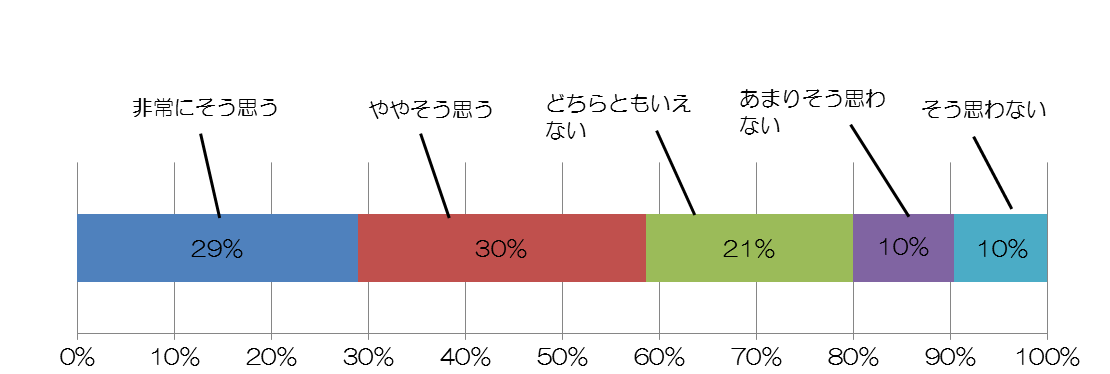 非常にそう思う
ややそう思う
どちらともいえ
ない
あまりそう思わ
ない
そう思わない
29%
30%
21%
10%
10%
0%
10%
20%
30%
40%
50%
60%
70%
80%
90%
100%